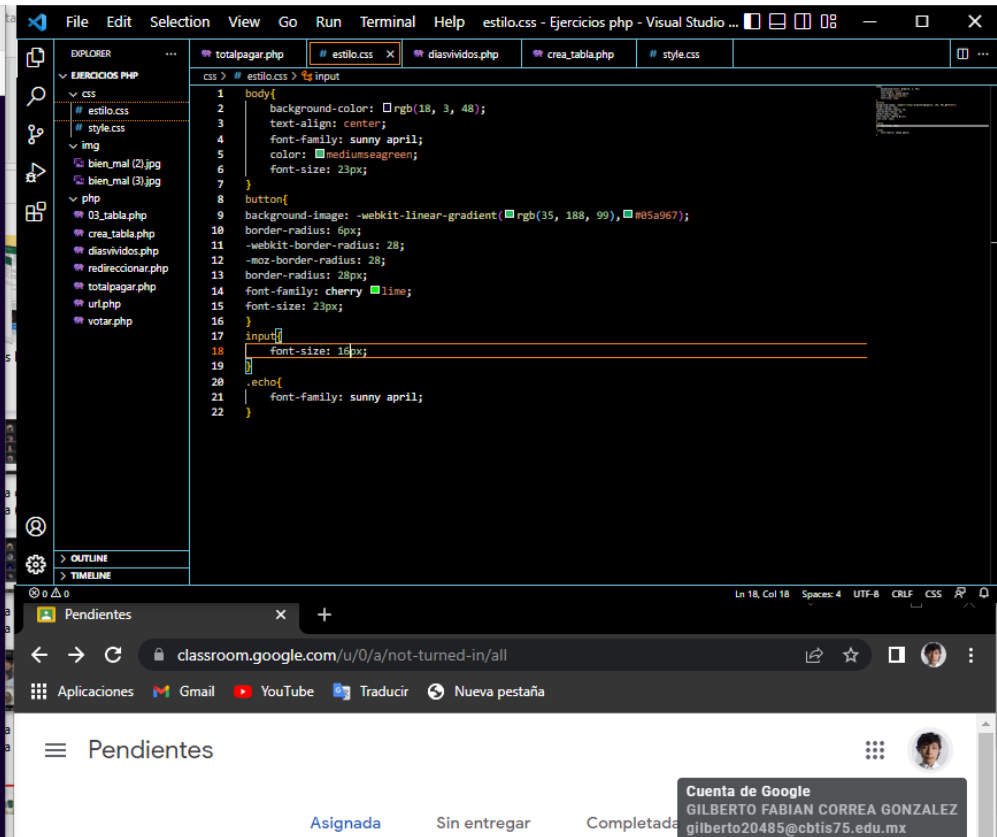 File Edit Selection View Go Run Terminal Help estilo.css - Ejercicios php - Visual Studio ...
EXPLORER ...
totalpagar.php
estilo.css
diasvividos.php
crea_tabla.php
style.css
EJERCICIOS PHP
css
estilo.css
style.css
img
bien_mal (2).jpg
bien_mal (3).jpg
php
03_tabla.php
crea_tabla.php
diasvividos.php
redireccionar.php
totalpagar.php
url.php
votar.php
OUTLINE
TIMELINE
css > # estilo.css > input
1 body{
2 background-color: rgb(18, 3, 48);
3 text-align: center;
4 font-family: sunny april;
5 color: mediumseagreen;
6 font-size: 23px;
7 }
8 button{
9 background-image: -webkit-linear-gradient(rgb(35, 188, 99),#05a967);
10 border-radius: 6px;
11 -webkit-border-radius: 28;
12 -moz-border-radius: 28;
13 border-radius: 28px;
14 font-family: cherry lime;
15 font-size: 23px;
16 }
17 input{
18 font-size: 16px;
19 }
20 .echo{
21 font-family: sunny april;
22 }
0 0 Ln 18, Col 18 Spaces: 4 UTF-8 CRLF CSS
Pendientes
classroom.google.com/u/0/a/not-turned-in/all
Aplicaciones Gmail YouTube Traducir Nueva pestaña
Pendientes
Asignada Sin entregar Completada
Cuenta de Google
GILBERTO FABIAN CORREA GONZALEZ
gilberto20485@cbtis75.edu.mx